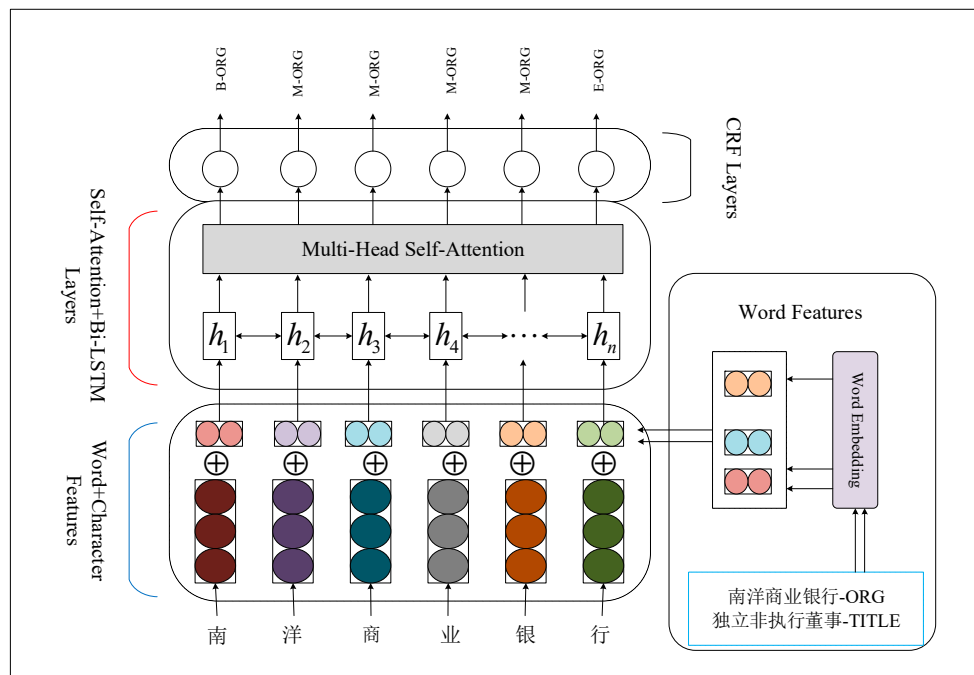 B-ORG
M-ORG
M-ORG
M-ORG
M-ORG
E-ORG
CRF Layers
Self-Attention+Bi-LSTM
Layers
Multi-Head Self-Attention
h1
h2
h3
h4
···
hn
Word Features
Word Embedding
Word+Character
Features
南洋商业银行-ORG
独立非执行董事-TITLE
南
洋
商
业
银
行